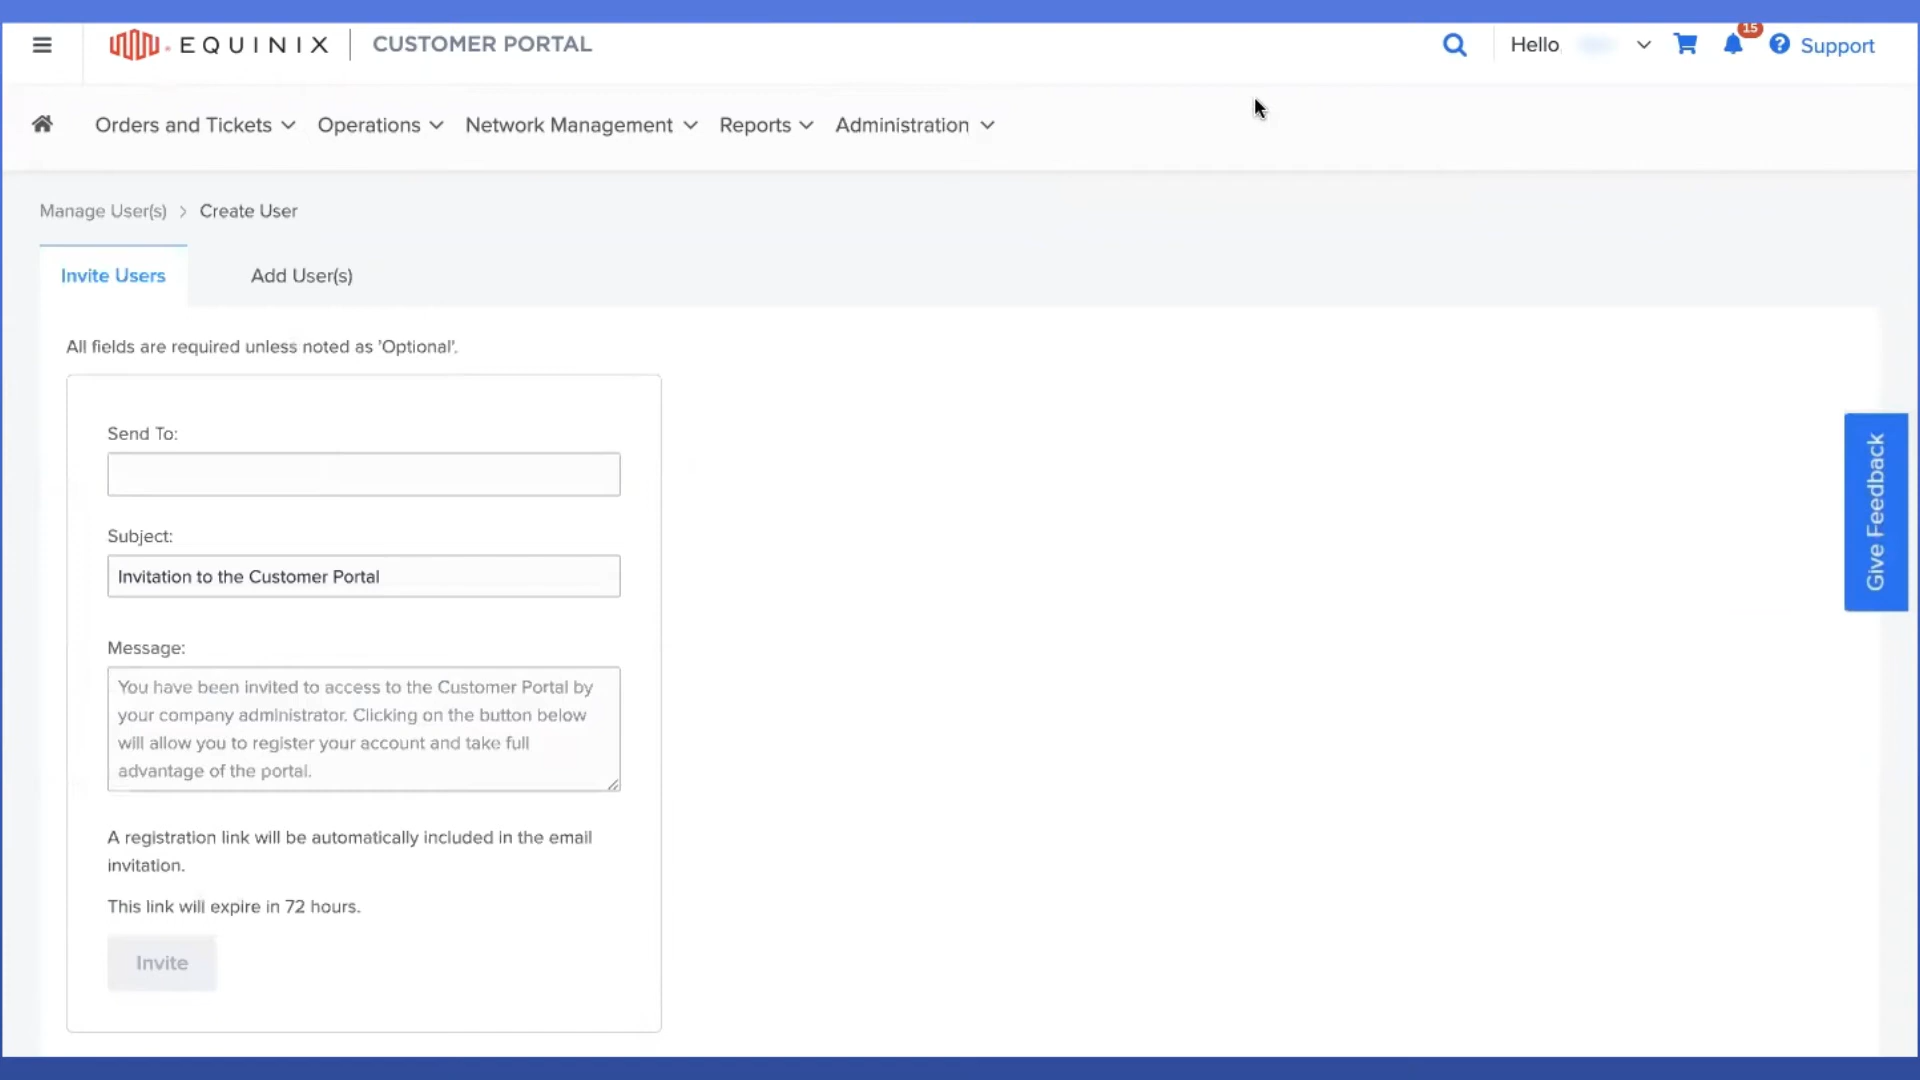 EQUINIX CUSTOMER PORTAL
Hello
15
Support
Orders and Tickets
Operations
Network Management
Reports
Administration
Manage User(s) > Create User
Invite Users
Add User(s)
All fields are required unless noted as 'Optional'.
Send To:
Subject:
Invitation to the Customer Portal
Message:
You have been invited to access to the Customer Portal by
your company administrator. Clicking on the button below
will allow you to register your account and take full
advantage of the portal.
A registration link will be automatically included in the email
invitation.
This link will expire in 72 hours.
Invite
Give Feedback